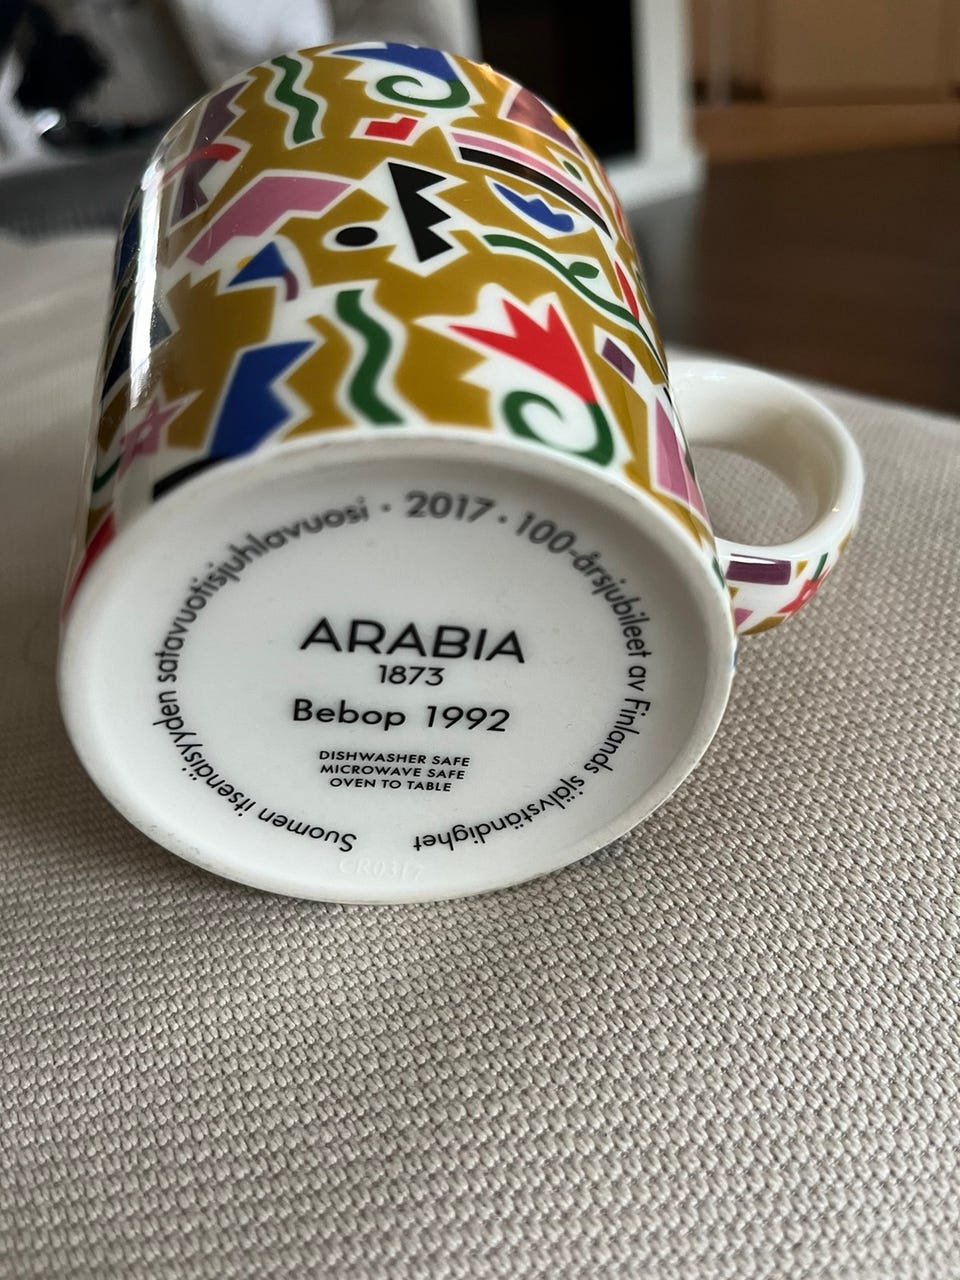 Suomen itsenäisyyden satavuotisjuhlavuosi · 2017 · 100-årsjubileet av Finlands självständighet
ARABIA
1873
Bebop 1992
DISHWASHER SAFE
MICROWAVE SAFE
OVEN TO TABLE
CR0317